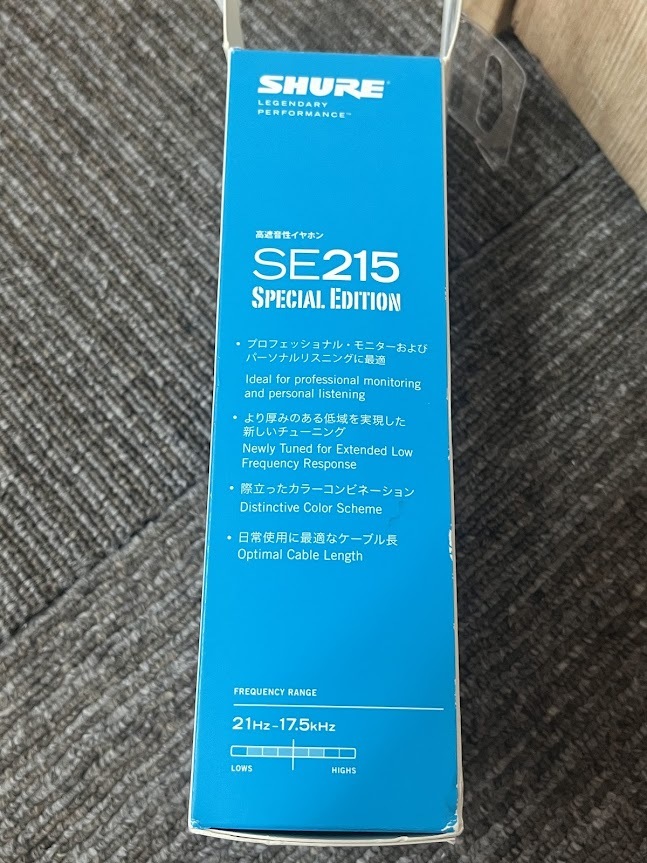 SHURE
LEGENDARY
PERFORMANCE™
高遮音性イヤホン
SE215
SPECIAL EDITION
• プロフェッショナル・モニターおよび
パーソナルリスニングに最適
Ideal for professional monitoring
and personal listening
• より厚みのある低域を実現した
新しいチューニング
Newly Tuned for Extended Low
Frequency Response
• 際立ったカラーコンビネーション
Distinctive Color Scheme
• 日常使用に最適なケーブル長
Optimal Cable Length
FREQUENCY RANGE
21Hz–17.5kHz
LOWS HIGHS